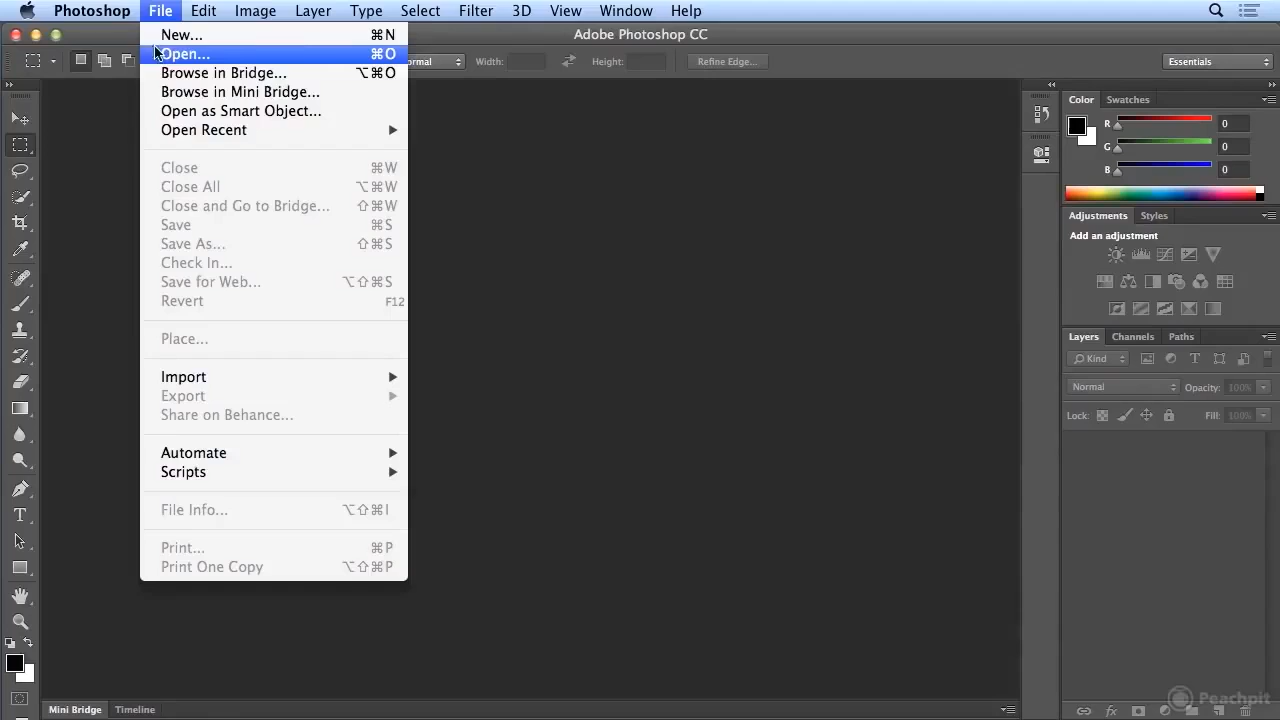 Photoshop File Edit Image Layer Type Select Filter 3D View Window Help
Adobe Photoshop CC
New... ⌘N
Open... ⌘O
Browse in Bridge... ⌥⌘O
Browse in Mini Bridge...
Open as Smart Object...
Open Recent
Close ⌘W
Close All ⌥⌘W
Close and Go to Bridge... ⇧⌘W
Save ⌘S
Save As... ⇧⌘S
Check In...
Save for Web... ⌥⇧⌘S
Revert F12
Place...
Import
Export
Share on Behance...
Automate
Scripts
File Info... ⌥⇧⌘I
Print... ⌘P
Print One Copy ⌥⇧⌘P
Width: Height: Refine Edge... Essentials
Color Swatches
R 0
G 0
B 0
Adjustments Styles
Add an adjustment
Layers Channels Paths
Kind
Normal Opacity: 100%
Lock: Fill: 100%
Mini Bridge Timeline
Peachpit